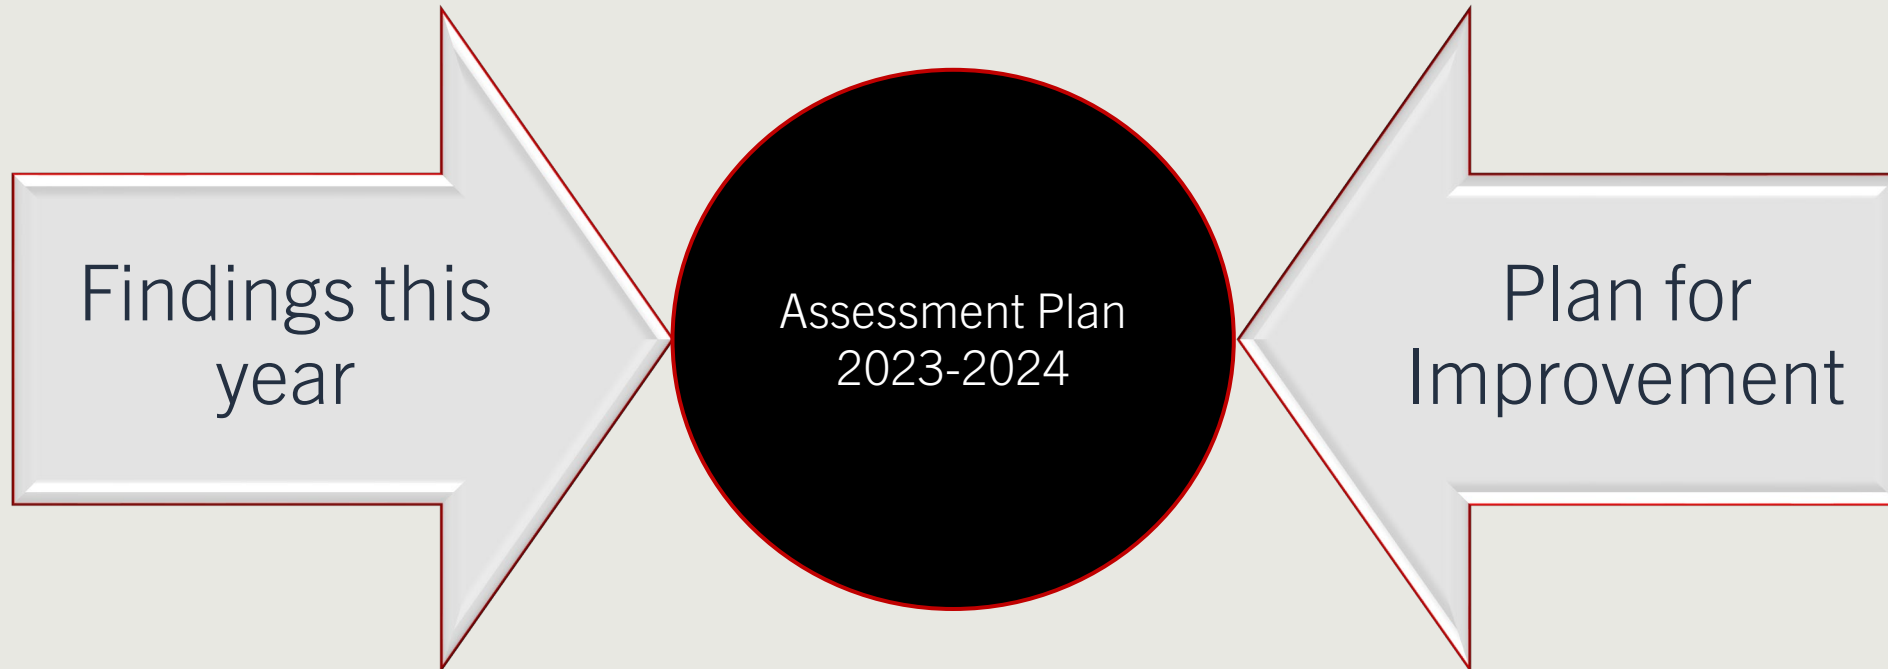 Findings this
year
Assessment Plan
2023-2024
Plan for
Improvement